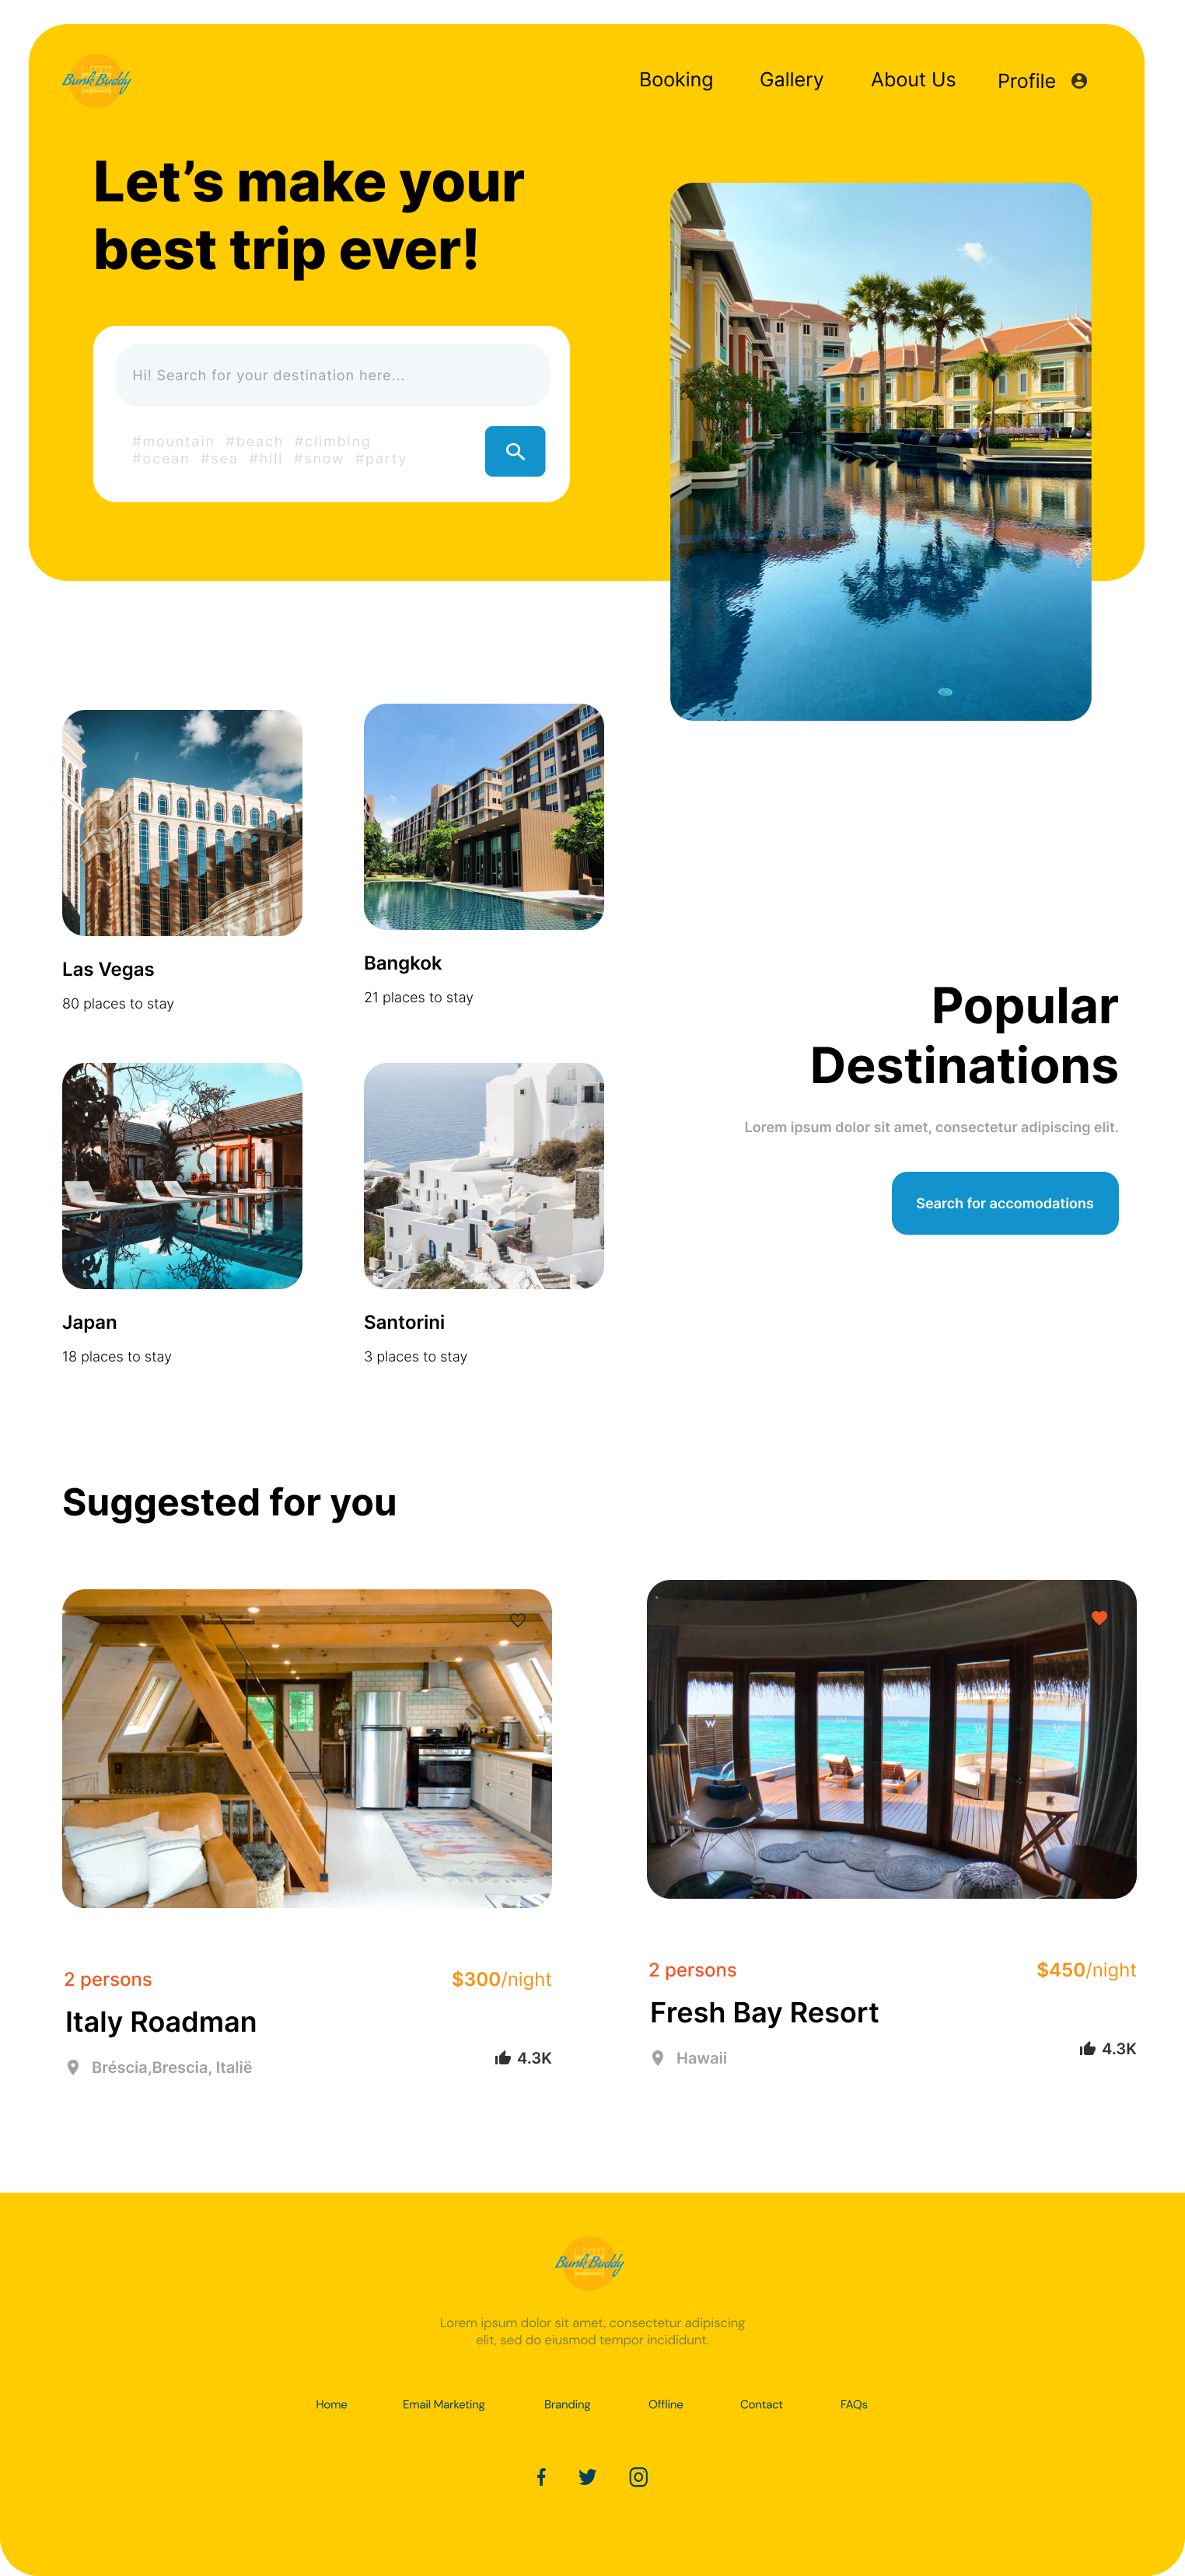 Bunk Buddy
Booking Gallery About Us Profile
Let’s make your
best trip ever!
Hi! Search for your destination here...
#mountain #beach #climbing
#ocean #sea #hill #snow #party
Las Vegas
80 places to stay
Bangkok
21 places to stay
Japan
18 places to stay
Santorini
3 places to stay
Popular
Destinations
Lorem ipsum dolor sit amet, consectetur adipiscing elit.
Search for accomodations
Suggested for you
W W W W W W
2 persons
$300/night
Italy Roadman
Bréscia,Brescia, Italië
4.3K
2 persons
$450/night
Fresh Bay Resort
Hawaii
4.3K
Bunk Buddy
Lorem ipsum dolor sit amet, consectetur adipiscing
elit, sed do eiusmod tempor incididunt.
Home Email Marketing Branding Offline Contact FAQs